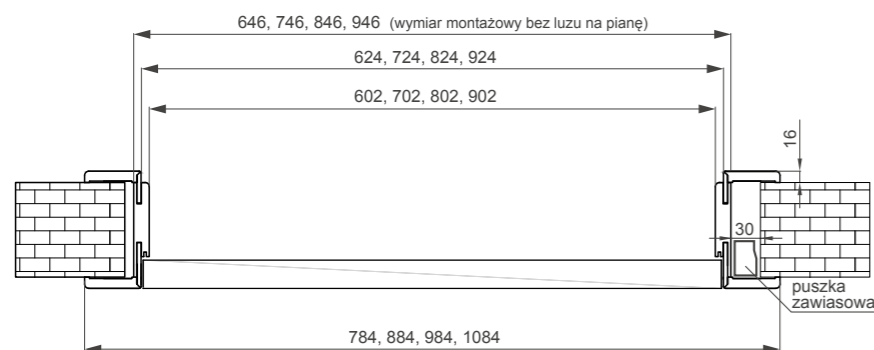 646, 746, 846, 946 (wymiar montażowy bez luzu na pianę)
624, 724, 824, 924
602, 702, 802, 902
16
30
puszka
zawiasowa
784, 884, 984, 1084